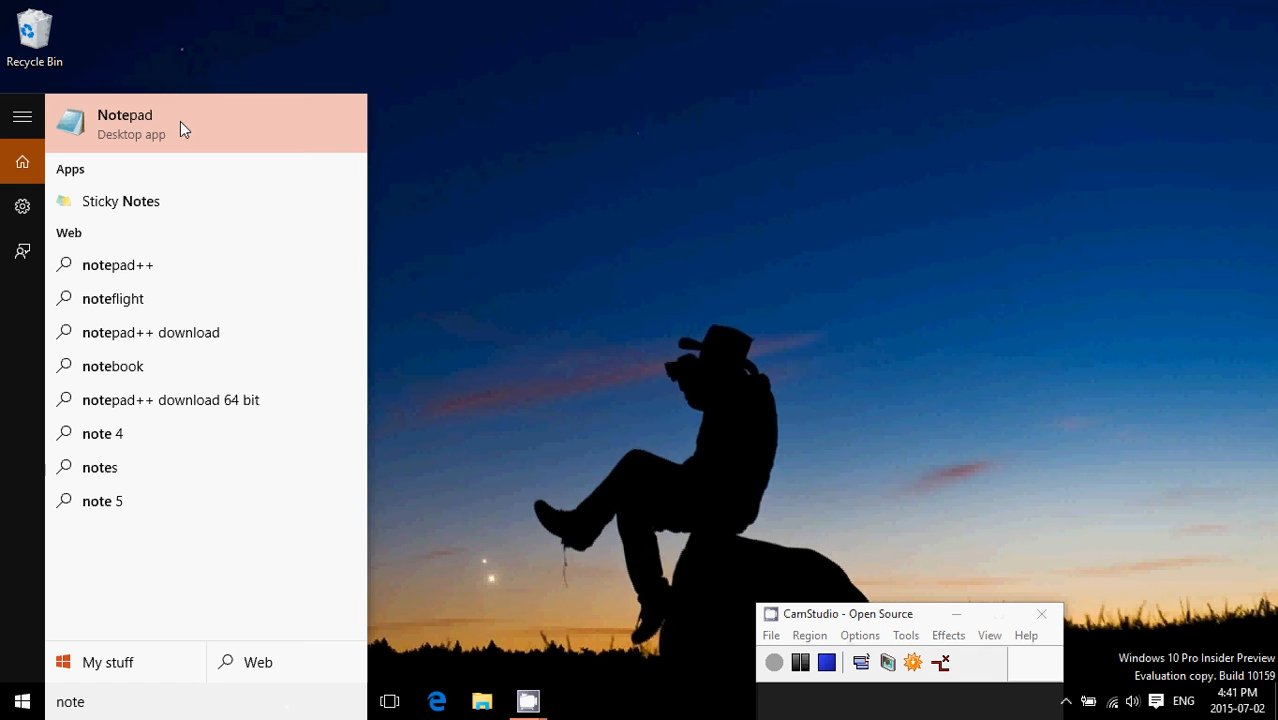 Recycle Bin
Notepad
Desktop app
Apps
Sticky Notes
Web
notepad++
noteflight
notepad++ download
notebook
notepad++ download 64 bit
note 4
notes
note 5
My stuff
Web
note
CamStudio - Open Source
File Region Options Tools Effects View Help
Windows 10 Pro Insider Preview
Evaluation copy. Build 10159
ENG
4:41 PM
2015-07-02